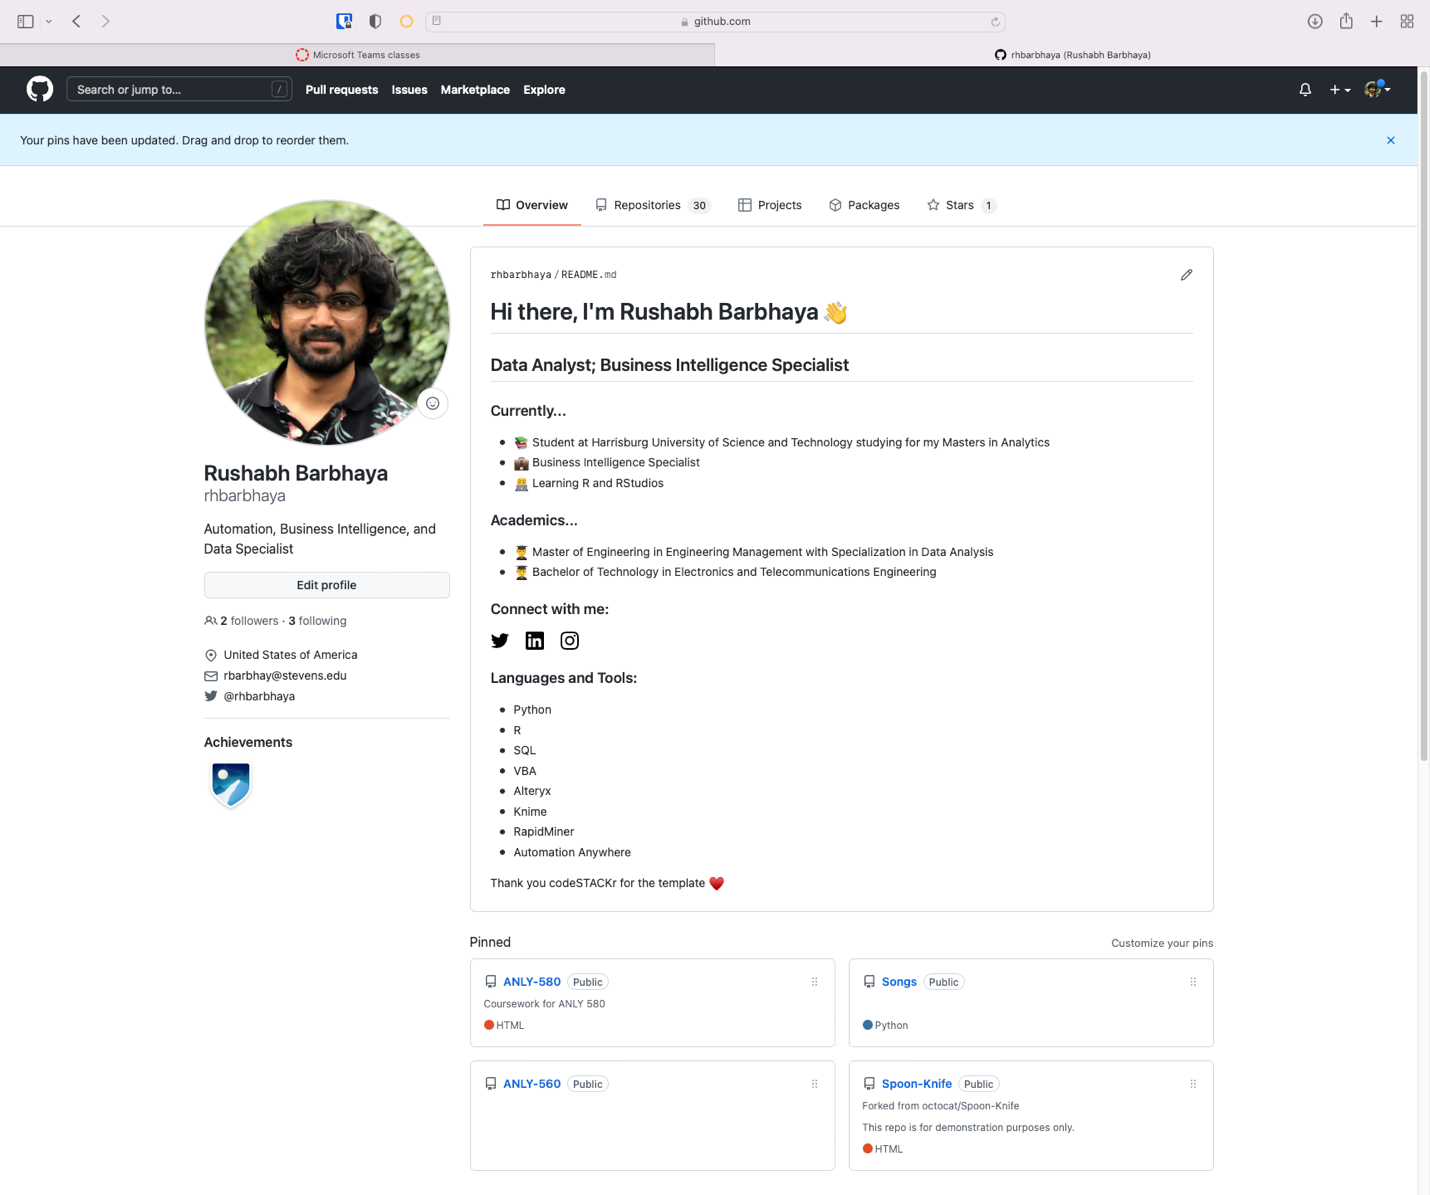 github.com
Microsoft Teams classes
rhbarbhaya (Rushabh Barbhaya)
Search or jump to...
/
Pull requests
Issues
Marketplace
Explore
Your pins have been updated. Drag and drop to reorder them.
Overview
Repositories 30
Projects
Packages
Stars 1
Rushabh Barbhaya
rhbarbhaya
Automation, Business Intelligence, and
Data Specialist
Edit profile
2 followers · 3 following
United States of America
rbarbhay@stevens.edu
@rhbarbhaya
Achievements
rhbarbhaya / README.md
Hi there, I'm Rushabh Barbhaya 👋
Data Analyst; Business Intelligence Specialist
Currently...
📚 Student at Harrisburg University of Science and Technology studying for my Masters in Analytics
💼 Business Intelligence Specialist
👨‍💻 Learning R and RStudios
Academics...
👨‍🎓 Master of Engineering in Engineering Management with Specialization in Data Analysis
👨‍🎓 Bachelor of Technology in Electronics and Telecommunications Engineering
Connect with me:
Languages and Tools:
Python
R
SQL
VBA
Alteryx
Knime
RapidMiner
Automation Anywhere
Thank you codeSTACKr for the template ♥️
Pinned
Customize your pins
ANLY-580 Public
Coursework for ANLY 580
HTML
Songs Public
Python
ANLY-560 Public
Spoon-Knife Public
Forked from octocat/Spoon-Knife
This repo is for demonstration purposes only.
HTML